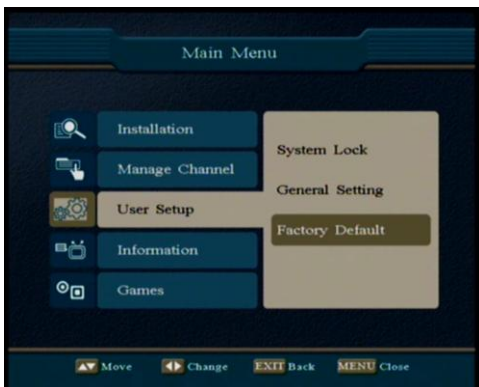 Main Menu
Installation
Manage Channel
User Setup
Information
Games
System Lock
General Setting
Factory Default
Move Change EXIT Back MENU Close